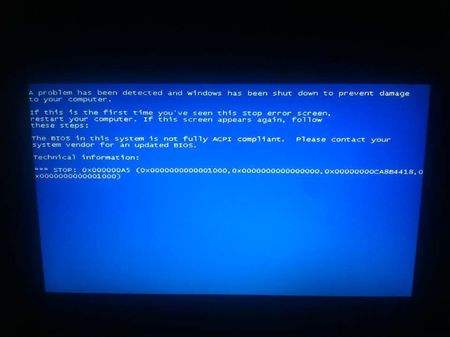 A problem has been detected and windows has been shut down to prevent damage
to your computer.
If this is the first time you've seen this Stop error screen,
restart your computer. If this screen appears again, follow
these steps:
The BIOS in this system is not fully ACPI compliant. Please contact your
system vendor for an updated BIOS.
Technical information:
*** STOP: 0x000000A5 (0x0000000000001000,0x0000000000000000,0x00000000CA8B4418,0
x0000000000001000)